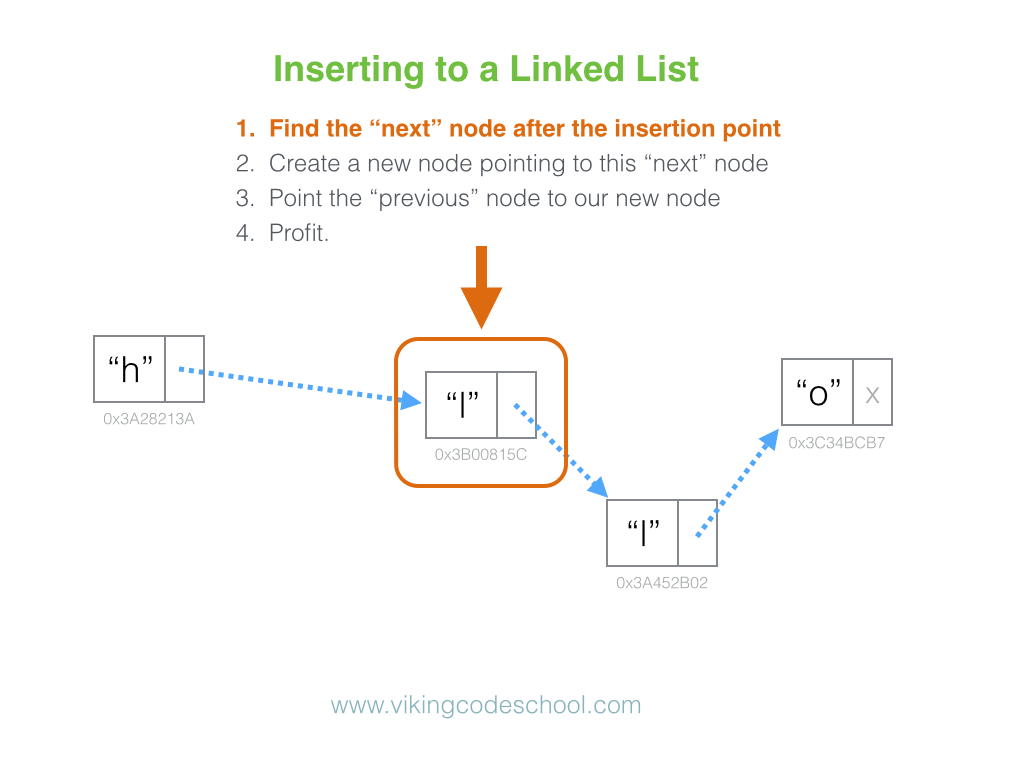 Inserting to a Linked List
1. Find the “next” node after the insertion point
2. Create a new node pointing to this “next” node
3. Point the “previous” node to our new node
4. Profit.
“h”
0x3A28213A
“l”
0x3B00815C
“l”
0x3A452B02
“o” X
0x3C34BCB7
www.vikingcodeschool.com